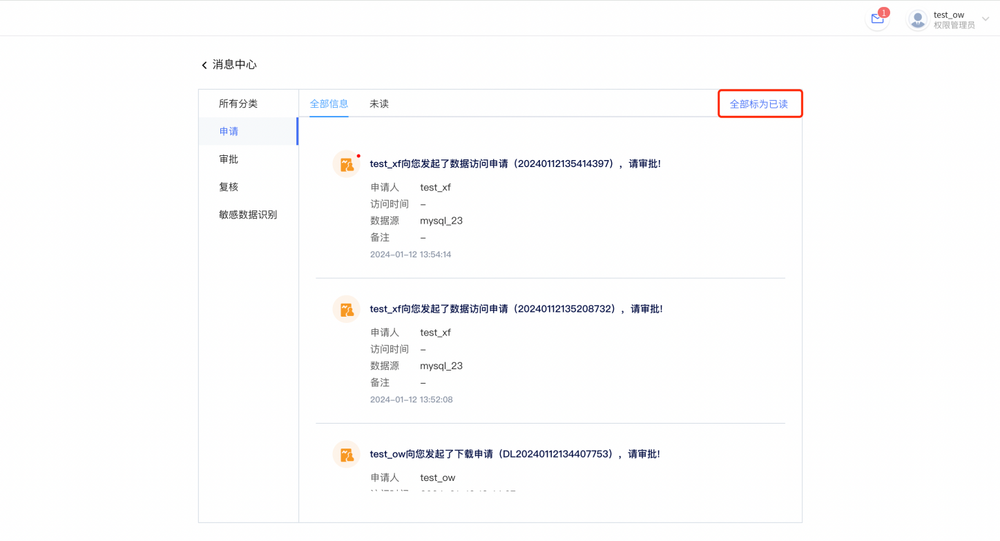 1
test_ow
权限管理员
消息中心
所有分类
申请
审批
复核
敏感数据识别
全部信息 未读 全部标为已读
test_xf向您发起了数据访问申请（20240112135414397），请审批!
申请人 test_xf
访问时间 –
数据源 mysql_23
备注 –
2024-01-12 13:54:14
test_xf向您发起了数据访问申请（20240112135208732），请审批!
申请人 test_xf
访问时间 –
数据源 mysql_23
备注 –
2024-01-12 13:52:08
test_ow向您发起了下载申请（DL20240112134407753），请审批!
申请人 test_ow